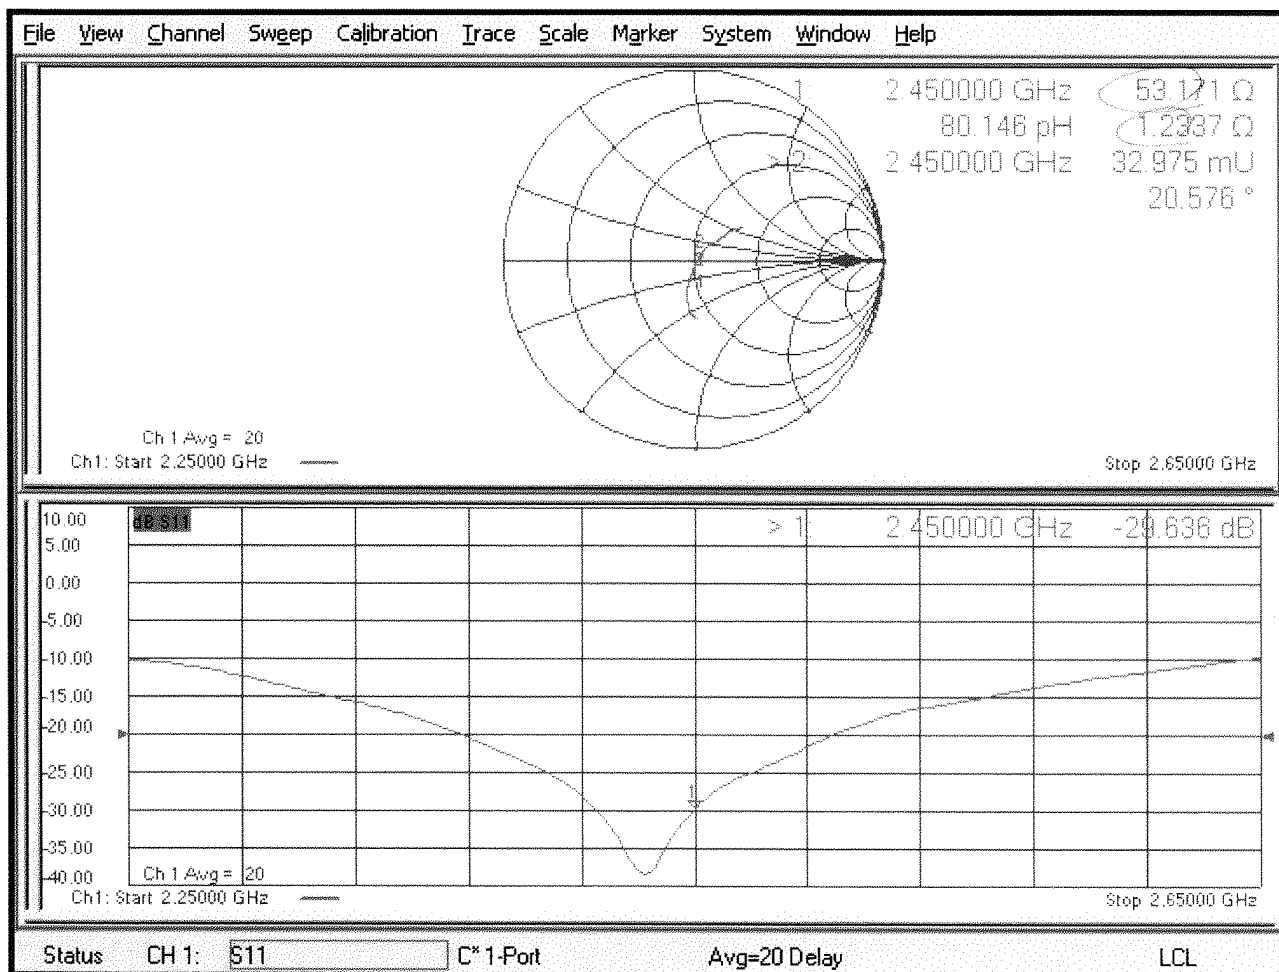 File View Channel Sweep Calibration Trace Scale Marker System Window Help
1: 2.450000 GHz 53.171 Ω
80.146 pH 1.2337 Ω
> 2: 2.450000 GHz 32.975 mU
20.576 °
Ch 1 Avg = 20
Ch1: Start 2.25000 GHz
Stop 2.65000 GHz
10.00 dB S11
> 1: 2.450000 GHz -29.636 dB
5.00
0.00
-5.00
-10.00
-15.00
-20.00
-25.00
1
-30.00
-35.00
-40.00
Ch 1 Avg = 20
Ch1: Start 2.25000 GHz
Stop 2.65000 GHz
Status CH 1: S11 C* 1-Port Avg=20 Delay LCL